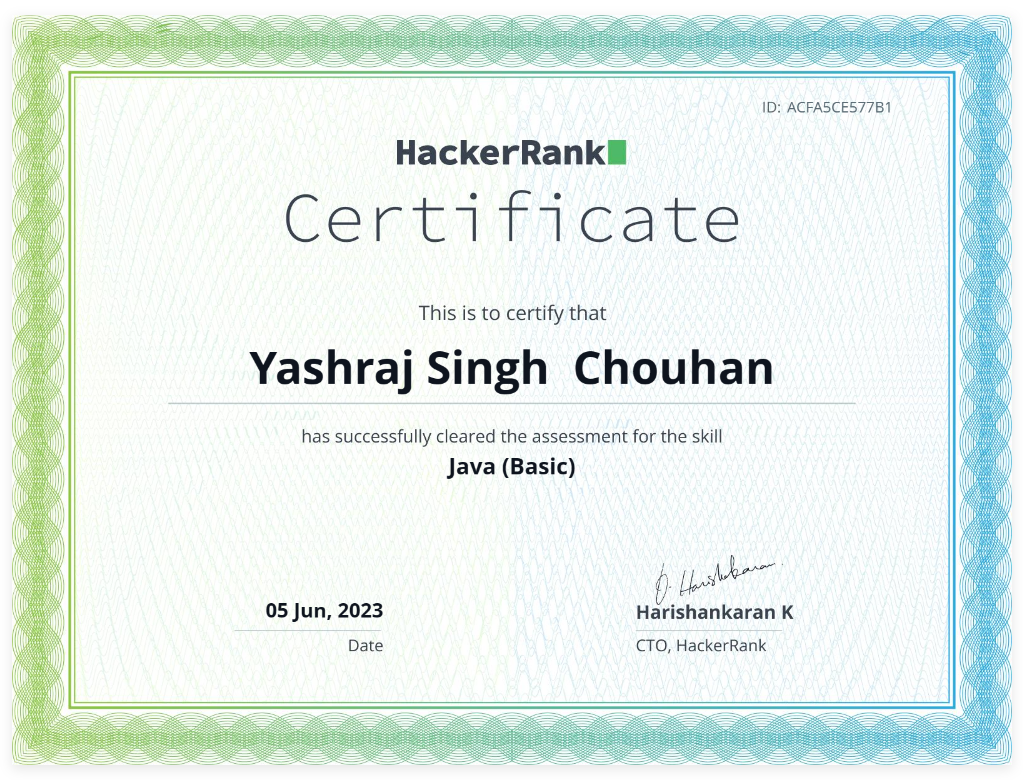 ID: ACFA5CE577B1
HackerRank
Certificate
This is to certify that
Yashraj Singh  Chouhan
has successfully cleared the assessment for the skill
Java (Basic)
05 Jun, 2023
Date
Harishankaran K
CTO, HackerRank